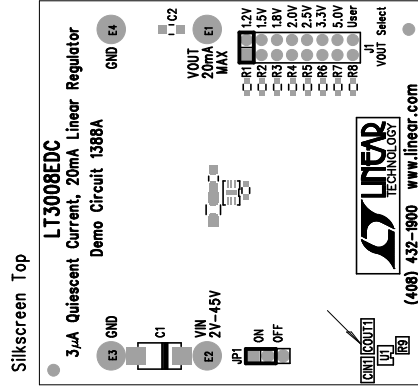 Silkscreen Top
LT3008EDC
3μA Quiescent Current, 20mA Linear Regulator
Demo Circuit 1388A
E3
GND
C1
VIN
2V-45V
E2
JP1
ON
OFF
E4
GND
C2
E1
VOUT
20mA
MAX
R1
1.2V
R2
1.5V
R3
1.8V
R4
2.0V
R5
2.5V
R6
3.3V
R7
5.0V
R8
User
J1
VOUT Select
CIN1
COUT1
U1
R9
LT
LINEAR
TECHNOLOGY
(408) 432-1900 www.linear.com